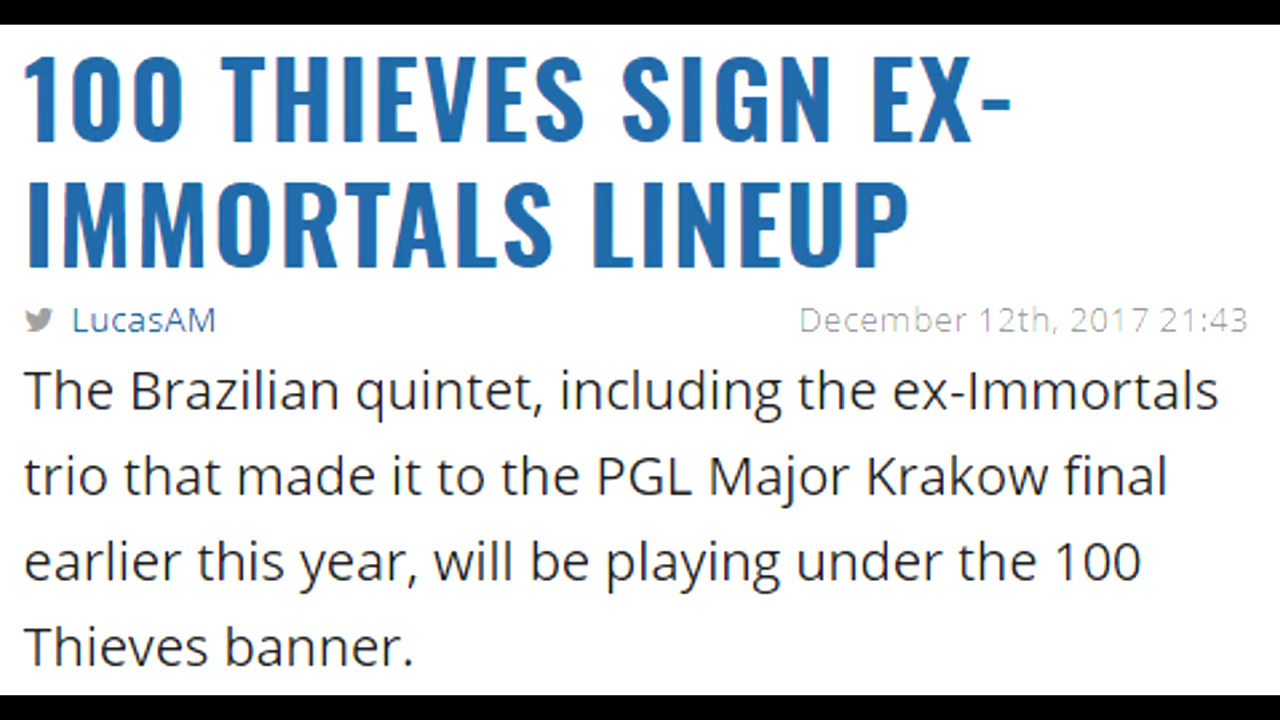 100 THIEVES SIGN EX-
IMMORTALS LINEUP
LucasAM
December 12th, 2017 21:43
The Brazilian quintet, including the ex-Immortals
trio that made it to the PGL Major Krakow final
earlier this year, will be playing under the 100
Thieves banner.